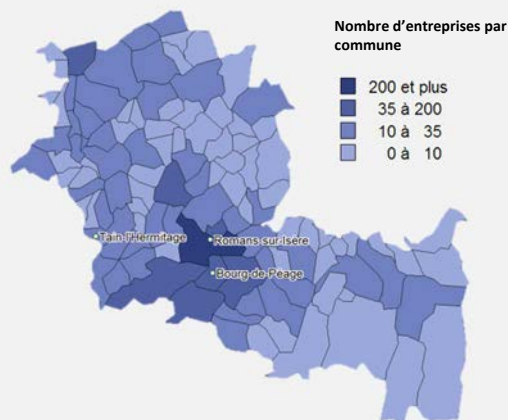 Nombre d’entreprises par
commune
200 et plus
35 à 200
10 à 35
0 à 10
Tain-l'Hermitage
Romans sur-Isère
Bourg-de-Péage